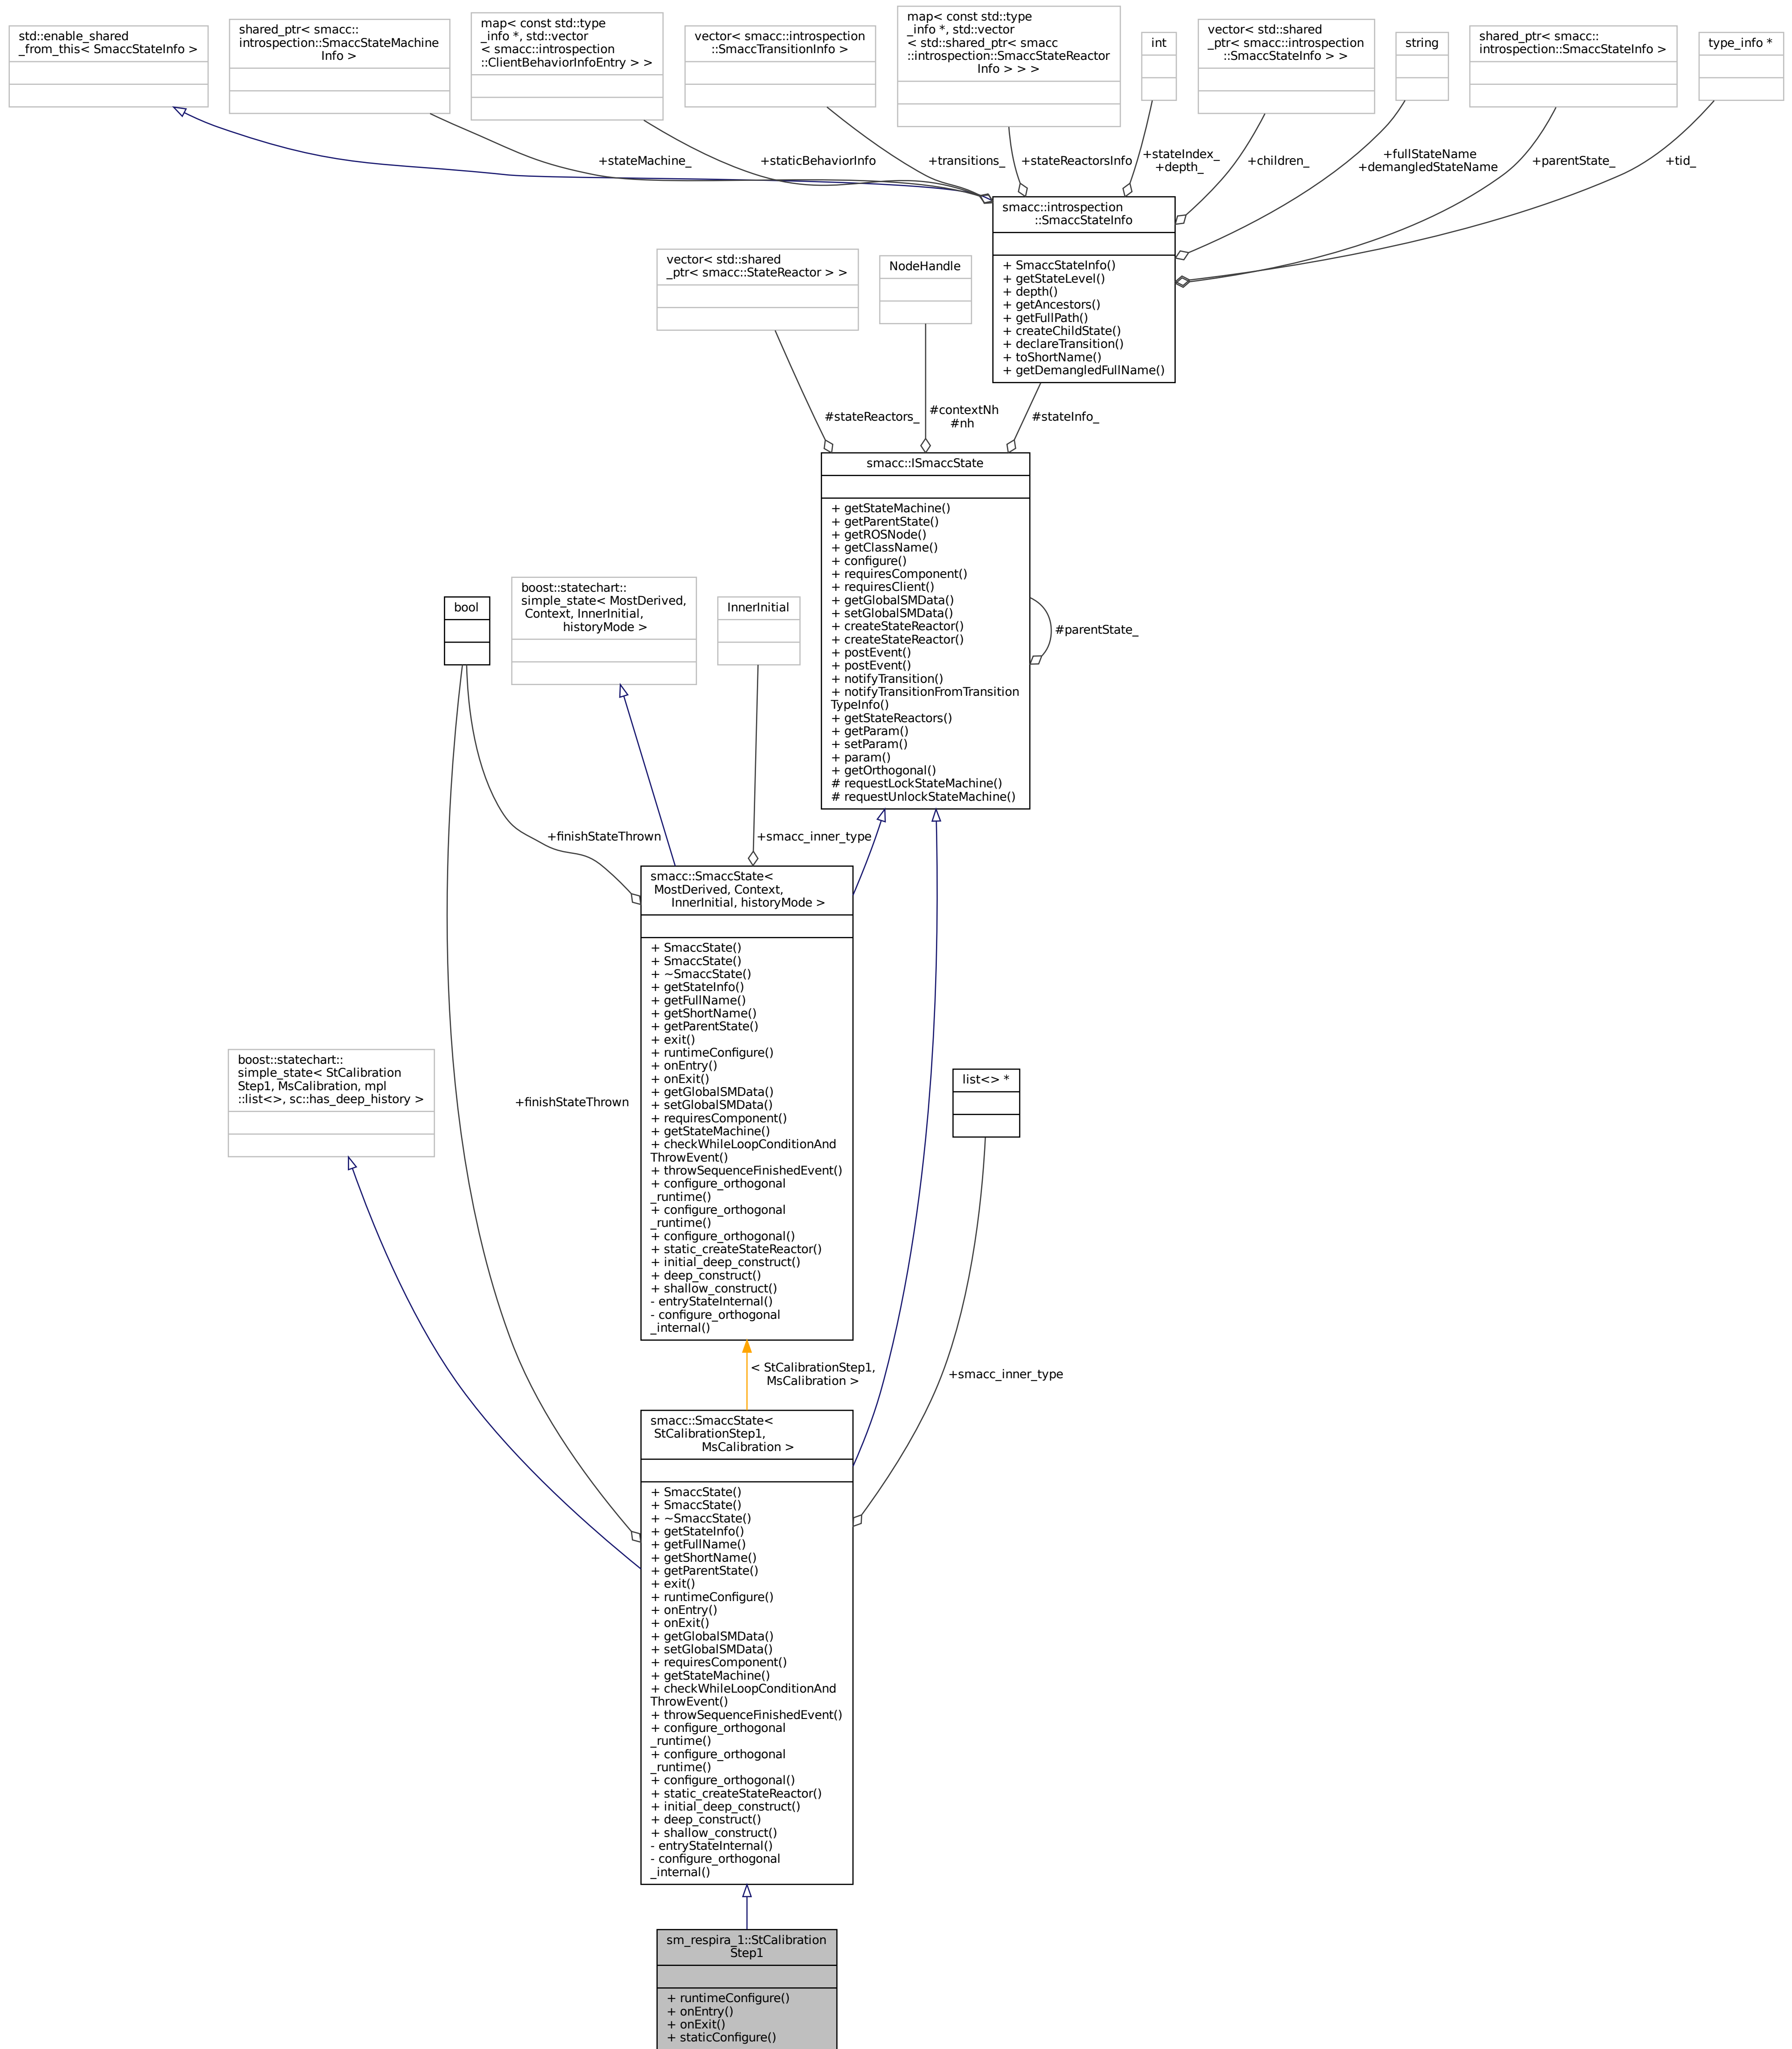 std::enable_shared
_from_this< SmaccStateInfo >
shared_ptr< smacc::
introspection::SmaccStateMachine
Info >
map< const std::type
_info *, std::vector
< smacc::introspection
::ClientBehaviorInfoEntry > >
vector< smacc::introspection
::SmaccTransitionInfo >
map< const std::type
_info *, std::vector
< std::shared_ptr< smacc
::introspection::SmaccStateReactor
Info > > >
int
vector< std::shared
_ptr< smacc::introspection
::SmaccStateInfo > >
string
shared_ptr< smacc::
introspection::SmaccStateInfo >
type_info *
+stateMachine_
+staticBehaviorInfo
+transitions_
+stateReactorsInfo
+stateIndex_
+depth_
+children_
+fullStateName
+demangledStateName
+parentState_
+tid_
smacc::introspection
::SmaccStateInfo
+ SmaccStateInfo()
+ getStateLevel()
+ depth()
+ getAncestors()
+ getFullPath()
+ createChildState()
+ declareTransition()
+ toShortName()
+ getDemangledFullName()
vector< std::shared
_ptr< smacc::StateReactor > >
NodeHandle
#stateReactors_
#contextNh
#nh
#stateInfo_
smacc::ISmaccState
+ getStateMachine()
+ getParentState()
+ getROSNode()
+ getClassName()
+ configure()
+ requiresComponent()
+ requiresClient()
+ getGlobalSMData()
+ setGlobalSMData()
+ createStateReactor()
+ createStateReactor()
+ postEvent()
+ postEvent()
+ notifyTransition()
+ notifyTransitionFromTransition
TypeInfo()
+ getStateReactors()
+ getParam()
+ setParam()
+ param()
+ getOrthogonal()
# requestLockStateMachine()
# requestUnlockStateMachine()
#parentState_
bool
boost::statechart::
simple_state< MostDerived,
Context, InnerInitial,
historyMode >
InnerInitial
+finishStateThrown
+smacc_inner_type
smacc::SmaccState<
MostDerived, Context,
InnerInitial, historyMode >
+ SmaccState()
+ SmaccState()
+ ~SmaccState()
+ getStateInfo()
+ getFullName()
+ getShortName()
+ getParentState()
+ exit()
+ runtimeConfigure()
+ onEntry()
+ onExit()
+ getGlobalSMData()
+ setGlobalSMData()
+ requiresComponent()
+ getStateMachine()
+ checkWhileLoopConditionAnd
ThrowEvent()
+ throwSequenceFinishedEvent()
+ configure_orthogonal
_runtime()
+ configure_orthogonal
_runtime()
+ configure_orthogonal()
+ static_createStateReactor()
+ initial_deep_construct()
+ deep_construct()
+ shallow_construct()
- entryStateInternal()
- configure_orthogonal
_internal()
boost::statechart::
simple_state< StCalibration
Step1, MsCalibration, mpl
::list<>, sc::has_deep_history >
+finishStateThrown
list<> *
< StCalibrationStep1,
MsCalibration >
+smacc_inner_type
smacc::SmaccState<
StCalibrationStep1,
MsCalibration >
+ SmaccState()
+ SmaccState()
+ ~SmaccState()
+ getStateInfo()
+ getFullName()
+ getShortName()
+ getParentState()
+ exit()
+ runtimeConfigure()
+ onEntry()
+ onExit()
+ getGlobalSMData()
+ setGlobalSMData()
+ requiresComponent()
+ getStateMachine()
+ checkWhileLoopConditionAnd
ThrowEvent()
+ throwSequenceFinishedEvent()
+ configure_orthogonal
_runtime()
+ configure_orthogonal
_runtime()
+ configure_orthogonal()
+ static_createStateReactor()
+ initial_deep_construct()
+ deep_construct()
+ shallow_construct()
- entryStateInternal()
- configure_orthogonal
_internal()
sm_respira_1::StCalibration
Step1
+ runtimeConfigure()
+ onEntry()
+ onExit()
+ staticConfigure()